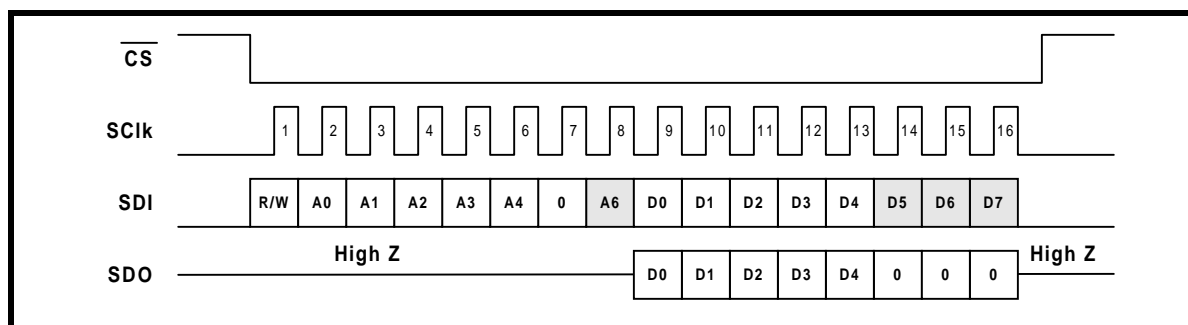 CS
SClk 1 2 3 4 5 6 7 8 9 10 11 12 13 14 15 16
SDI R/W A0 A1 A2 A3 A4 0 A6 D0 D1 D2 D3 D4 D5 D6 D7
High Z High Z
SDO D0 D1 D2 D3 D4 0 0 0